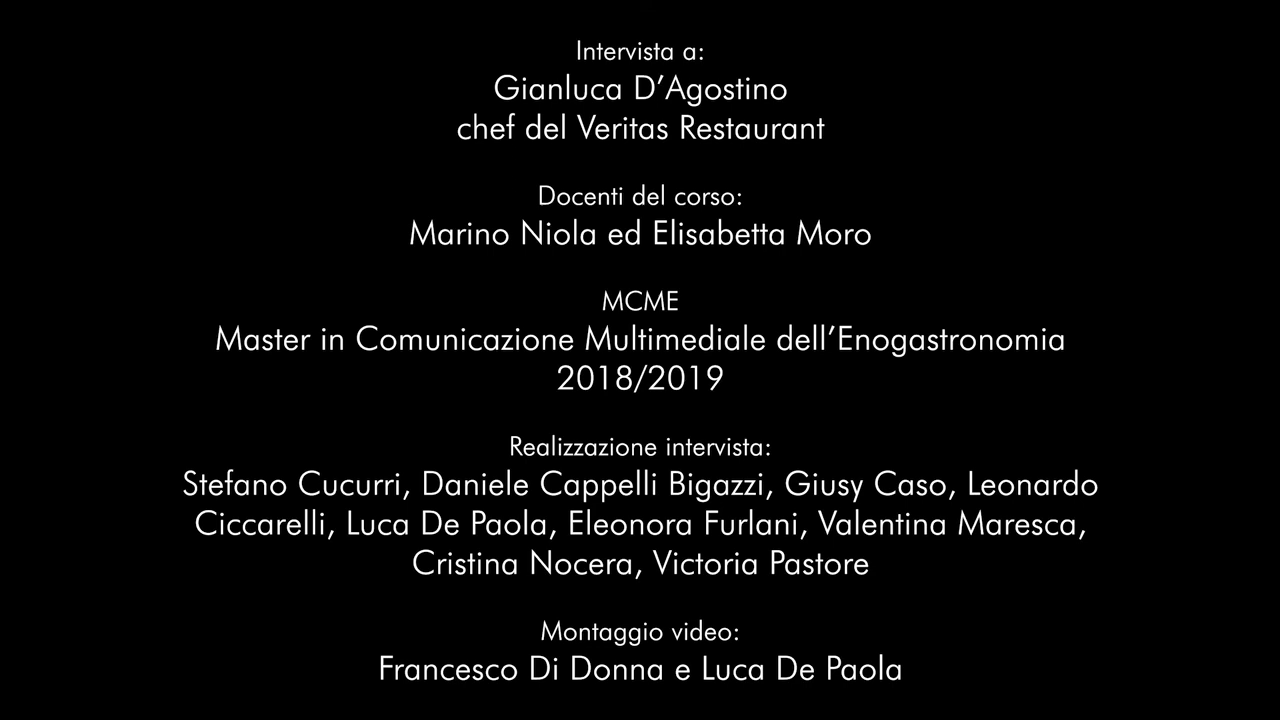 Intervista a:
Gianluca D’Agostino
chef del Veritas Restaurant
Docenti del corso:
Marino Niola ed Elisabetta Moro
MCME
Master in Comunicazione Multimediale dell’Enogastronomia
2018/2019
Realizzazione intervista:
Stefano Cucurri, Daniele Cappelli Bigazzi, Giusy Caso, Leonardo
Ciccarelli, Luca De Paola, Eleonora Furlani, Valentina Maresca,
Cristina Nocera, Victoria Pastore
Montaggio video:
Francesco Di Donna e Luca De Paola